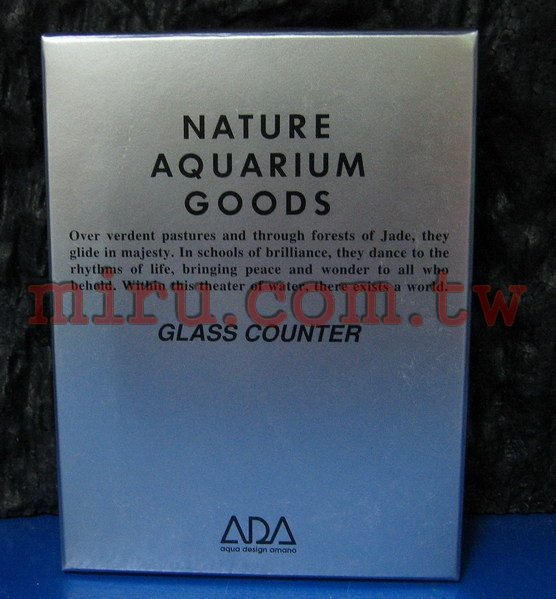 NATURE
AQUARIUM
GOODS
Over verdent pastures and through forests of Jade, they
glide in majesty. In schools of brilliance, they dance to the
rhythms of life, bringing peace and wonder to all who
behold. Within this theater of water, there exists a world.
miru.com.tw
GLASS COUNTER
ADA
aqua design amano